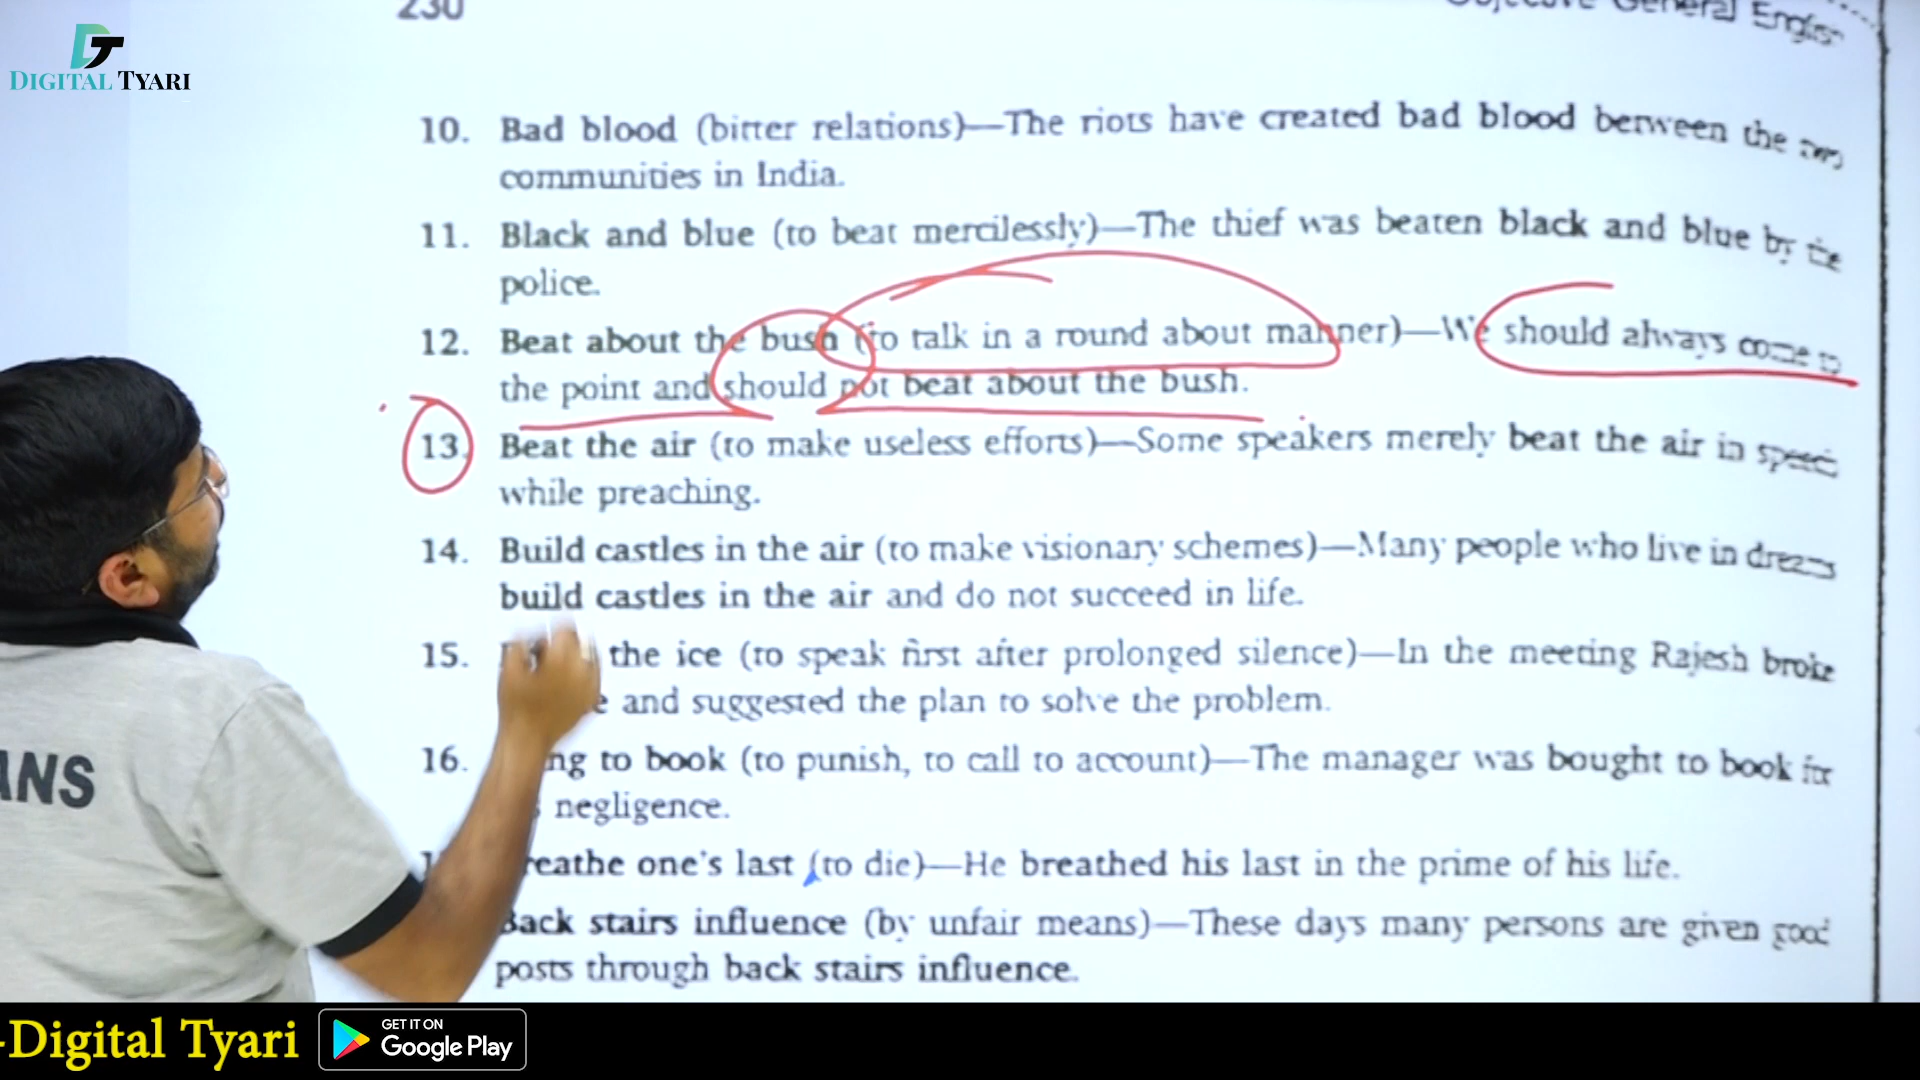 230
Objective General English
DT
DIGITAL TYARI
10. Bad blood (bitter relations)—The riots have created bad blood between the two
communities in India.
11. Black and blue (to beat mercilessly)—The thief was beaten black and blue by the
police.
12. Beat about the bush (to talk in a round about manner)—We should always come to
the point and should not beat about the bush.
13. Beat the air (to make useless efforts)—Some speakers merely beat the air in speech
while preaching.
14. Build castles in the air (to make visionary schemes)—Many people who live in dreams
build castles in the air and do not succeed in life.
15. the ice (to speak first after prolonged silence)—In the meeting Rajesh broke
and suggested the plan to solve the problem.
16. ng to book (to punish, to call to account)—The manager was bought to book for
negligence.
reathe one's last (to die)—He breathed his last in the prime of his life.
Back stairs influence (by unfair means)—These days many persons are given good
posts through back stairs influence.
ANS
-Digital Tyari
GET IT ON
Google Play